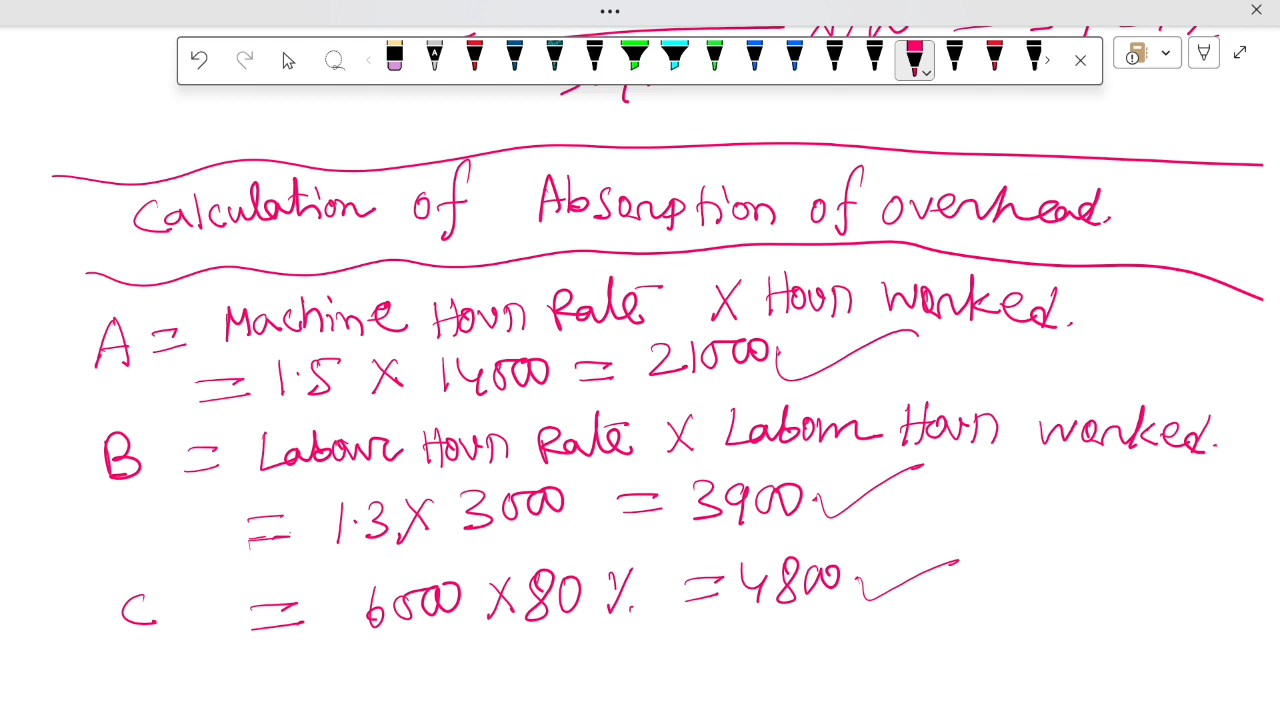 Calculation of Absorption of overhead.
A = Machine Hour Rate X Hour worked.
= 1.5 X 14000 = 21000
B = Labour Hour Rate X Labour Hour worked.
= 1.3 X 3000 = 3900
C = 6000 X 80 % = 4800